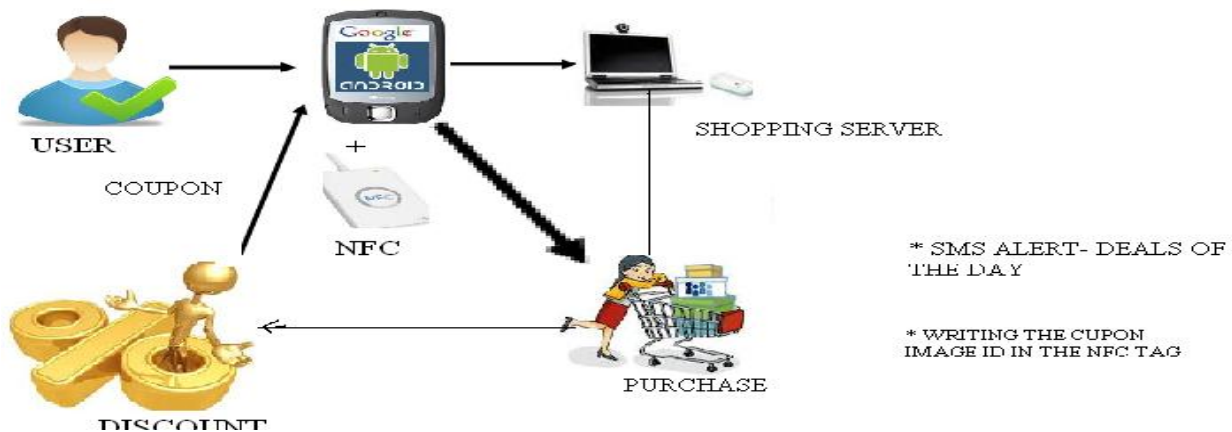 Google
ANDROID
USER
SHOPPING SERVER
+
COUPON
NFC
NFC
* SMS ALERT- DEALS OF
THE DAY
* WRITING THE CUPON
IMAGE ID IN THE NFC TAG
PURCHASE
DISCOUNT